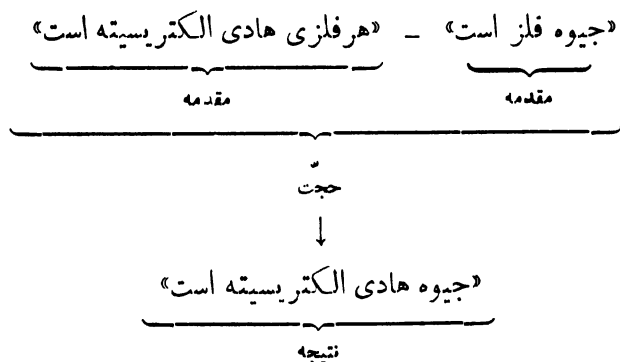 «جیوه فلز است» – «هر فلزی هادی الکتریسیته است»
مقدمه مقدمه
حجّت
↓
«جیوه هادی الکتریسیته است»
نتیجه